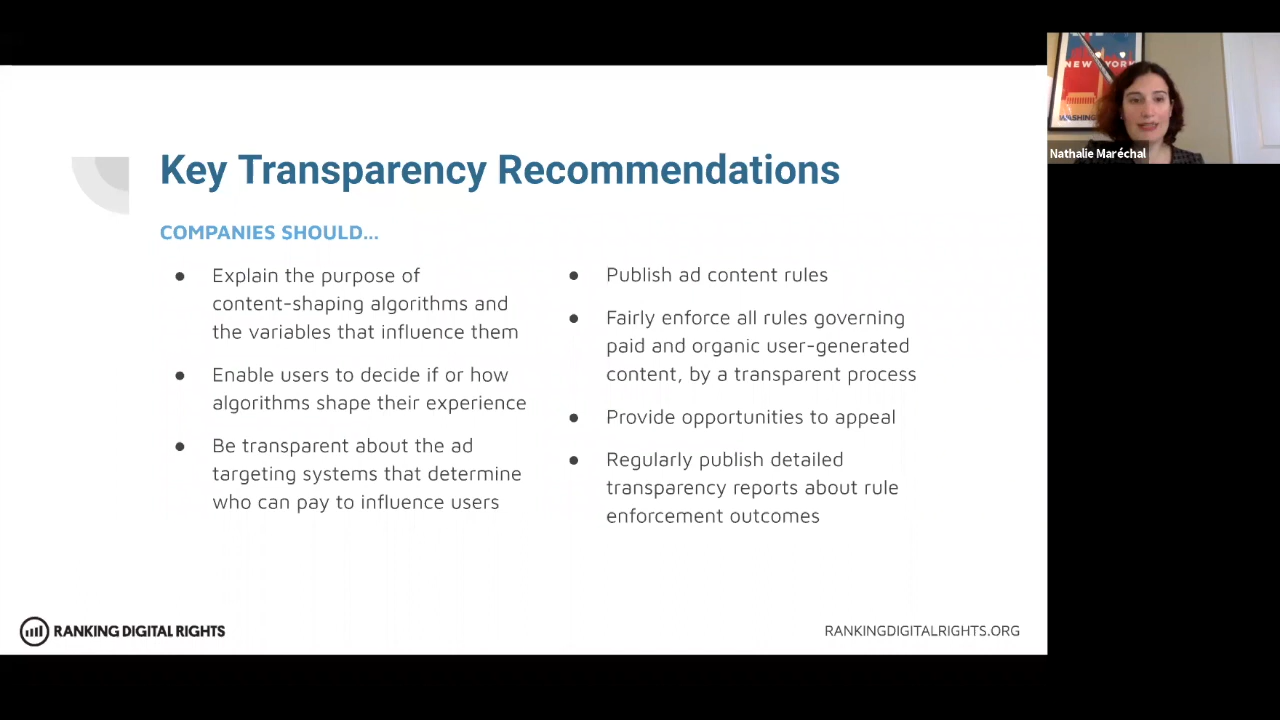 Key Transparency Recommendations
COMPANIES SHOULD...
● Explain the purpose of
content-shaping algorithms and
the variables that influence them
● Enable users to decide if or how
algorithms shape their experience
● Be transparent about the ad
targeting systems that determine
who can pay to influence users
● Publish ad content rules
● Fairly enforce all rules governing
paid and organic user-generated
content, by a transparent process
● Provide opportunities to appeal
● Regularly publish detailed
transparency reports about rule
enforcement outcomes
RANKING DIGITAL RIGHTS
RANKINGDIGITALRIGHTS.ORG
NEW YORK
WASHING
Nathalie Maréchal